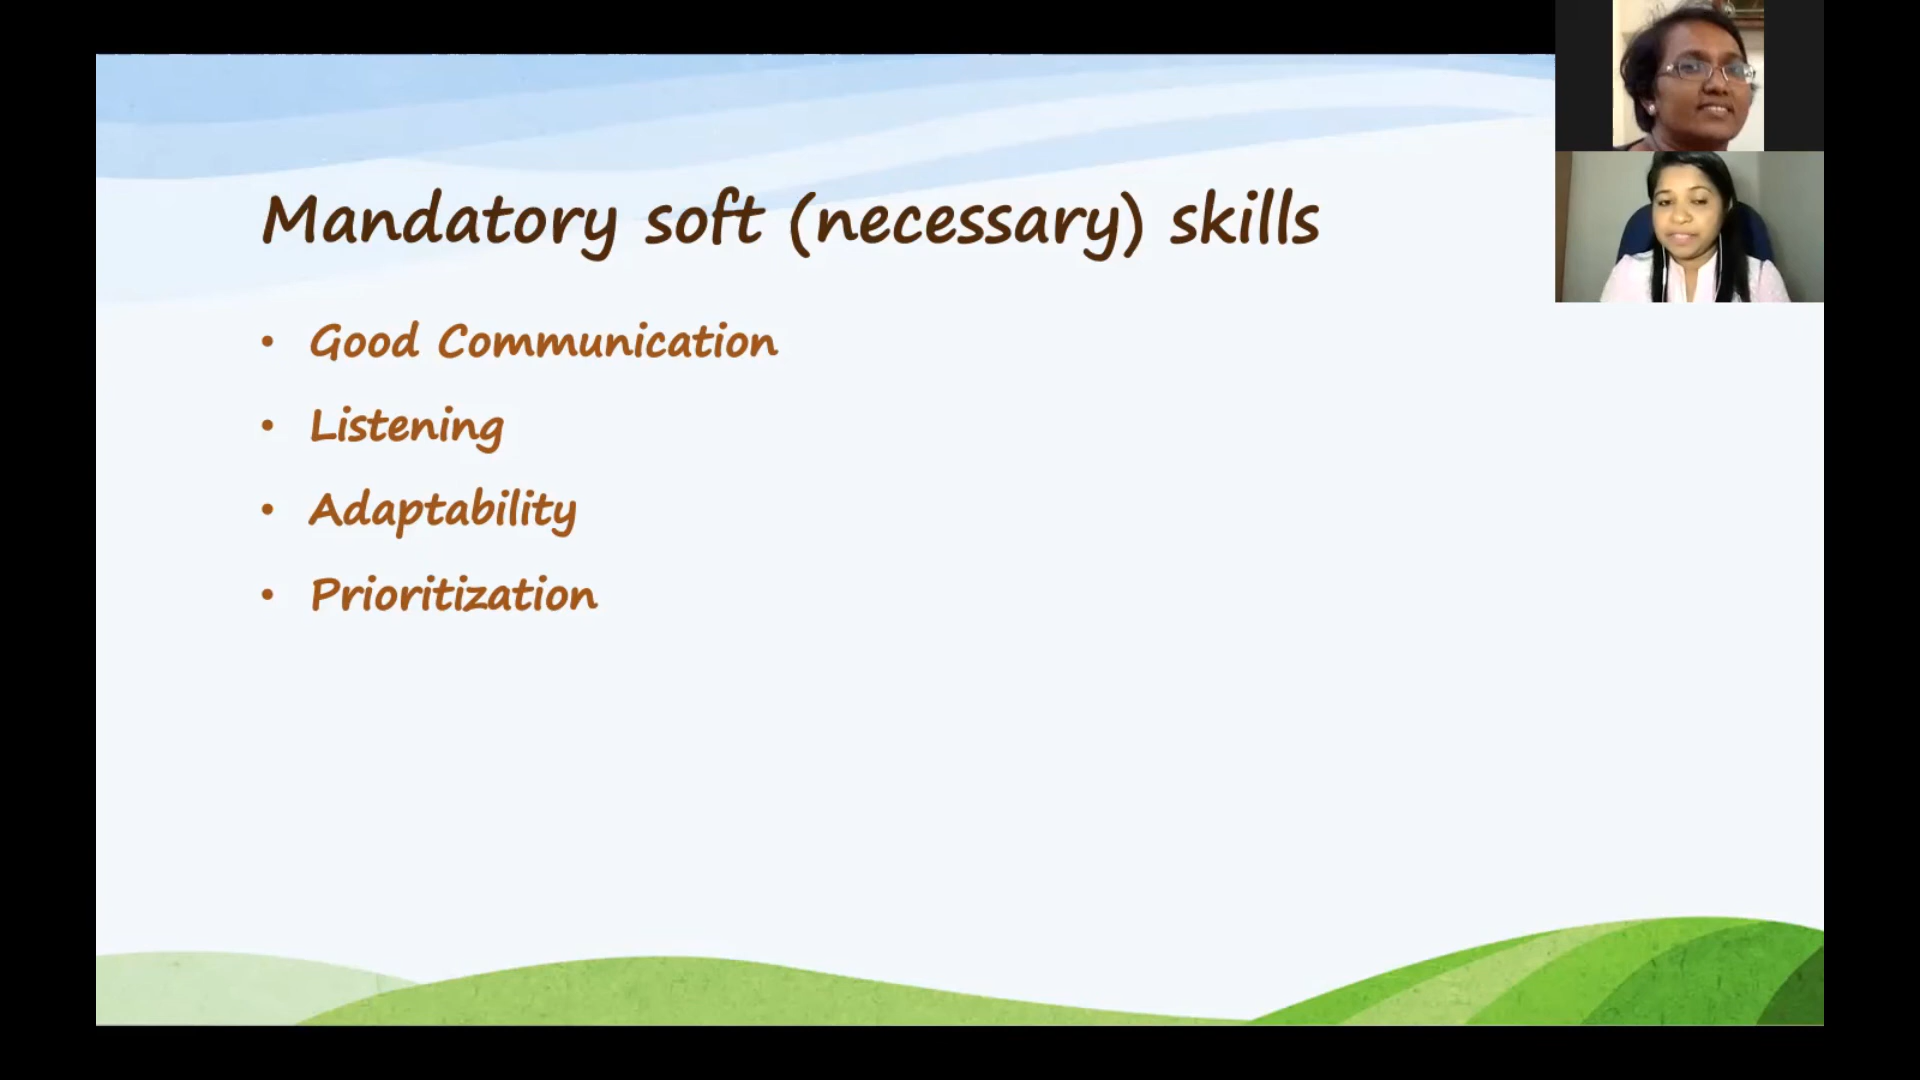 Mandatory soft (necessary) skills
• Good Communication
• Listening
• Adaptability
• Prioritization